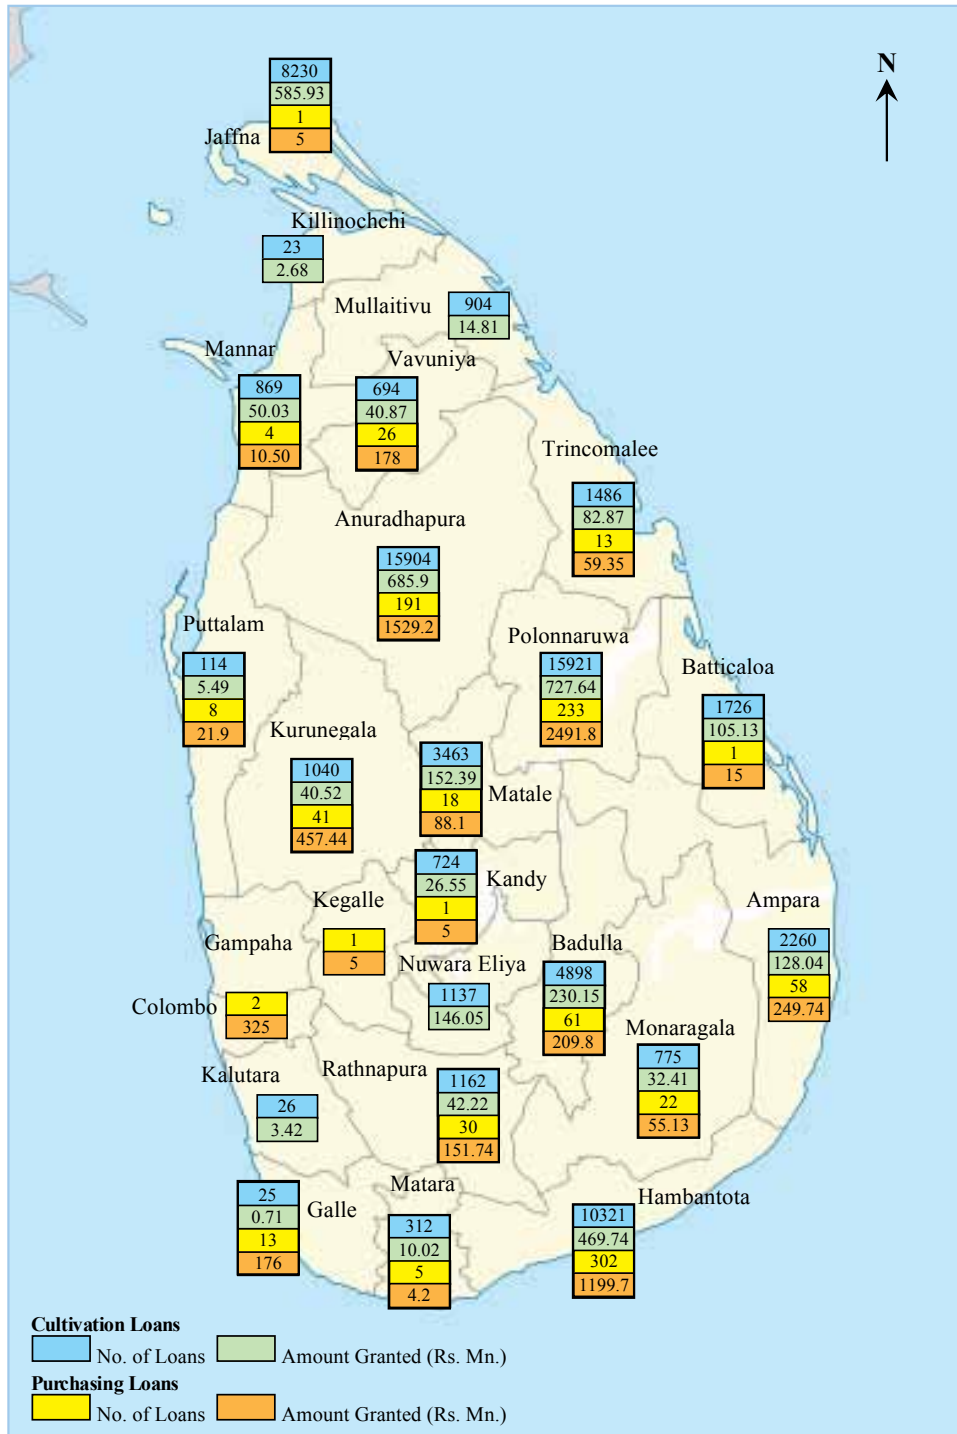 N
8230
585.93
1
5
Jaffna
Killinochchi
23
2.68
Mullaitivu
904
14.81
Mannar
869
50.03
4
10.50
Vavuniya
694
40.87
26
178
Trincomalee
1486
82.87
13
59.35
Anuradhapura
15904
685.9
191
1529.2
Puttalam
114
5.49
8
21.9
Polonnaruwa
15921
727.64
233
2491.8
Batticaloa
1726
105.13
1
15
Kurunegala
1040
40.52
41
457.44
3463
152.39
18
88.1
Matale
724
26.55
1
5
Kandy
Kegalle
1
5
Gampaha
Ampara
2260
128.04
58
249.74
Nuwara Eliya
1137
146.05
Badulla
4898
230.15
61
209.8
Colombo
2
325
Monaragala
775
32.41
22
55.13
Kalutara
26
3.42
Rathnapura
1162
42.22
30
151.74
Galle
25
0.71
13
176
Matara
312
10.02
5
4.2
Hambantota
10321
469.74
302
1199.7
Cultivation Loans
No. of Loans Amount Granted (Rs. Mn.)
Purchasing Loans
No. of Loans Amount Granted (Rs. Mn.)